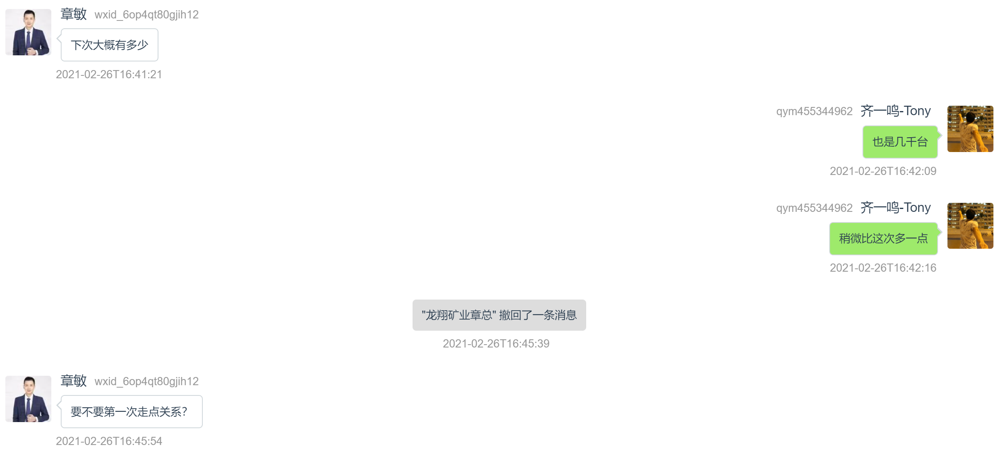 章敏 wxid_6op4qt80gjih12
下次大概有多少
2021-02-26T16:41:21
qym455344962 齐一鸣-Tony
也是几千台
2021-02-26T16:42:09
qym455344962 齐一鸣-Tony
稍微比这次多一点
2021-02-26T16:42:16
"龙翔矿业章总" 撤回了一条消息
2021-02-26T16:45:39
章敏 wxid_6op4qt80gjih12
要不要第一次走点关系？
2021-02-26T16:45:54